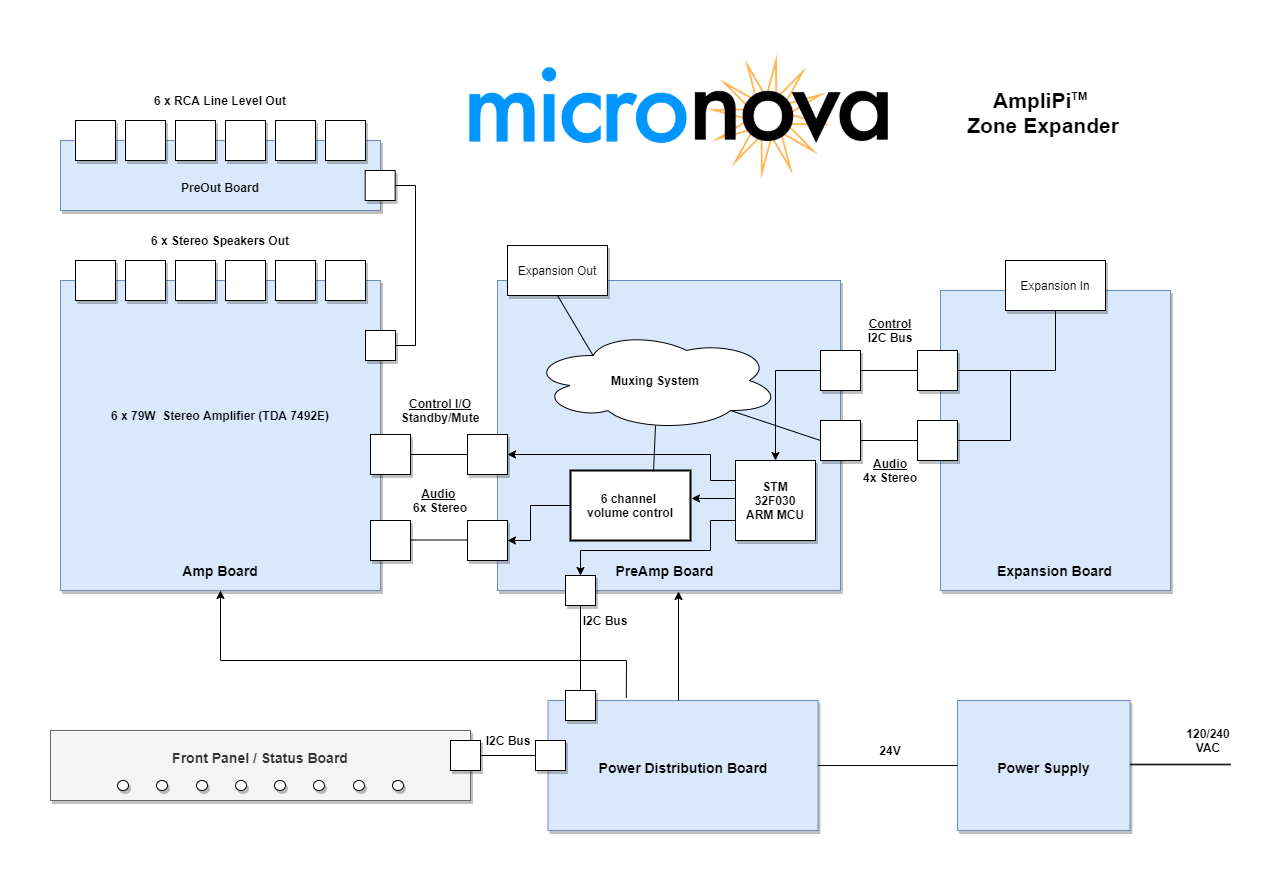 micronova
AmpliPi™
Zone Expander
6 x RCA Line Level Out
PreOut Board
6 x Stereo Speakers Out
6 x 79W  Stereo Amplifier (TDA 7492E)
Amp Board
Control I/O
Standby/Mute
Audio
6x Stereo
Expansion Out
Muxing System
6 channel
volume control
STM
32F030
ARM MCU
PreAmp Board
Control
I2C Bus
Audio
4x Stereo
Expansion In
Expansion Board
I2C Bus
Front Panel / Status Board
I2C Bus
Power Distribution Board
24V
Power Supply
120/240
VAC